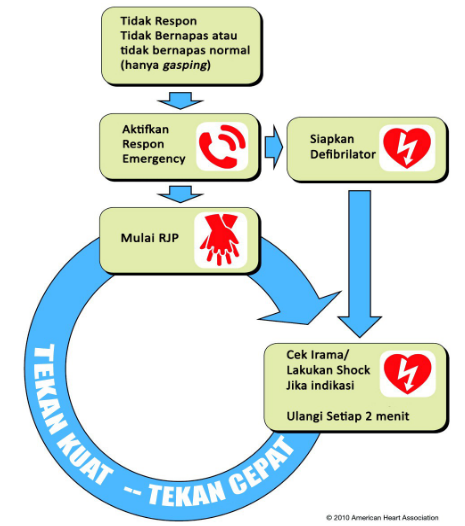 Tidak Respon
Tidak Bernapas atau
tidak bernapas normal
(hanya gasping)
Aktifkan
Respon
Emergency
Siapkan
Defibrilator
Mulai RJP
Cek Irama/
Lakukan Shock
Jika indikasi
Ulangi Setiap 2 menit
TEKAN KUAT -- TEKAN CEPAT
© 2010 American Heart Association